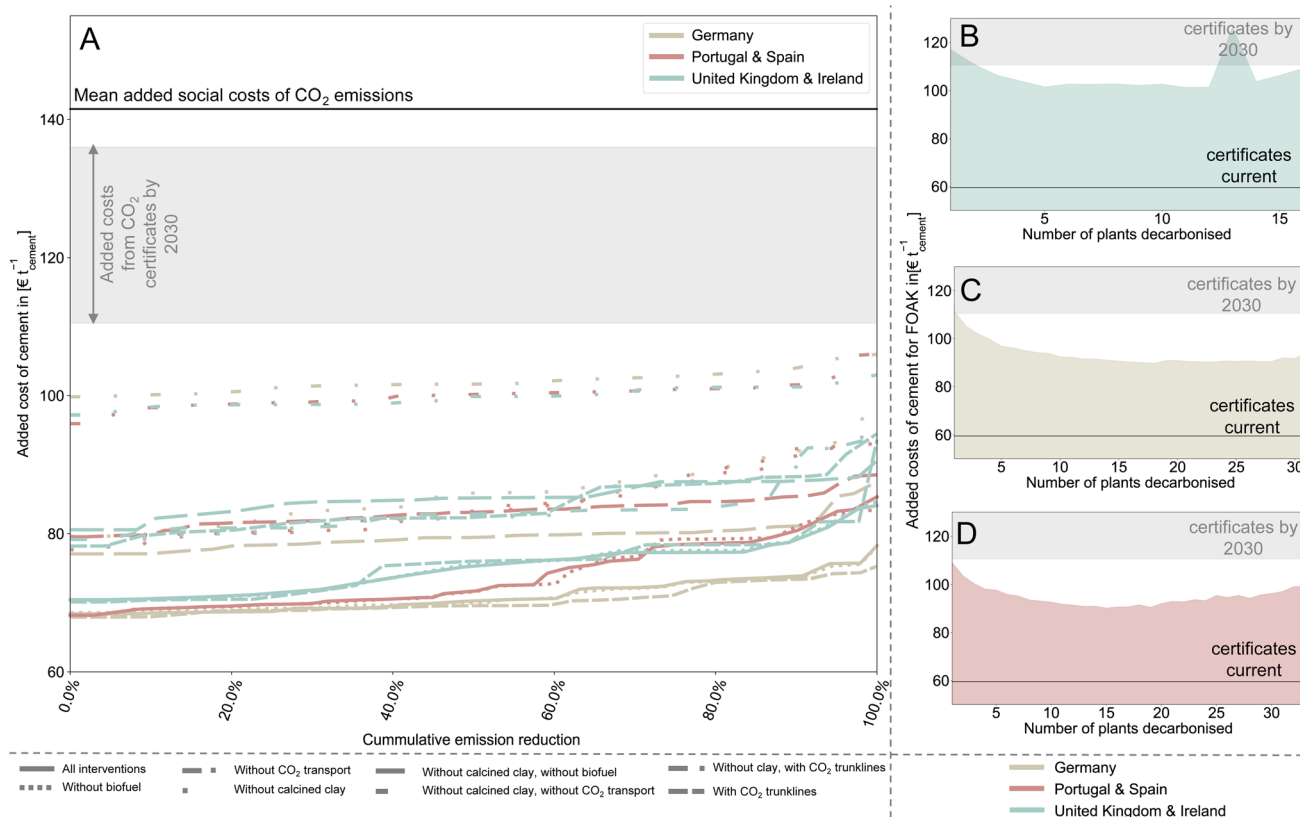 A
Germany
Portugal & Spain
United Kingdom & Ireland
Mean added social costs of CO2 emissions
Added costs
from CO2
certificates by
2030
Added cost of cement in [€ t⁻¹cement]
140
120
100
80
60
0.0%
20.0%
40.0%
60.0%
80.0%
100.0%
Cummulative emission reduction
B
certificates by
2030
certificates
current
120
100
80
60
5
10
15
Number of plants decarbonised
Added costs of cement for FOAK in[€ t⁻¹cement]
C
certificates by
2030
certificates
current
120
100
80
60
5
10
15
20
25
30
Number of plants decarbonised
D
certificates by
2030
certificates
current
120
100
80
60
5
10
15
20
25
30
Number of plants decarbonised
All interventions
Without biofuel
Without CO2 transport
Without calcined clay
Without calcined clay, without biofuel
Without calcined clay, without CO2 transport
Without clay, with CO2 trunklines
With CO2 trunklines
Germany
Portugal & Spain
United Kingdom & Ireland